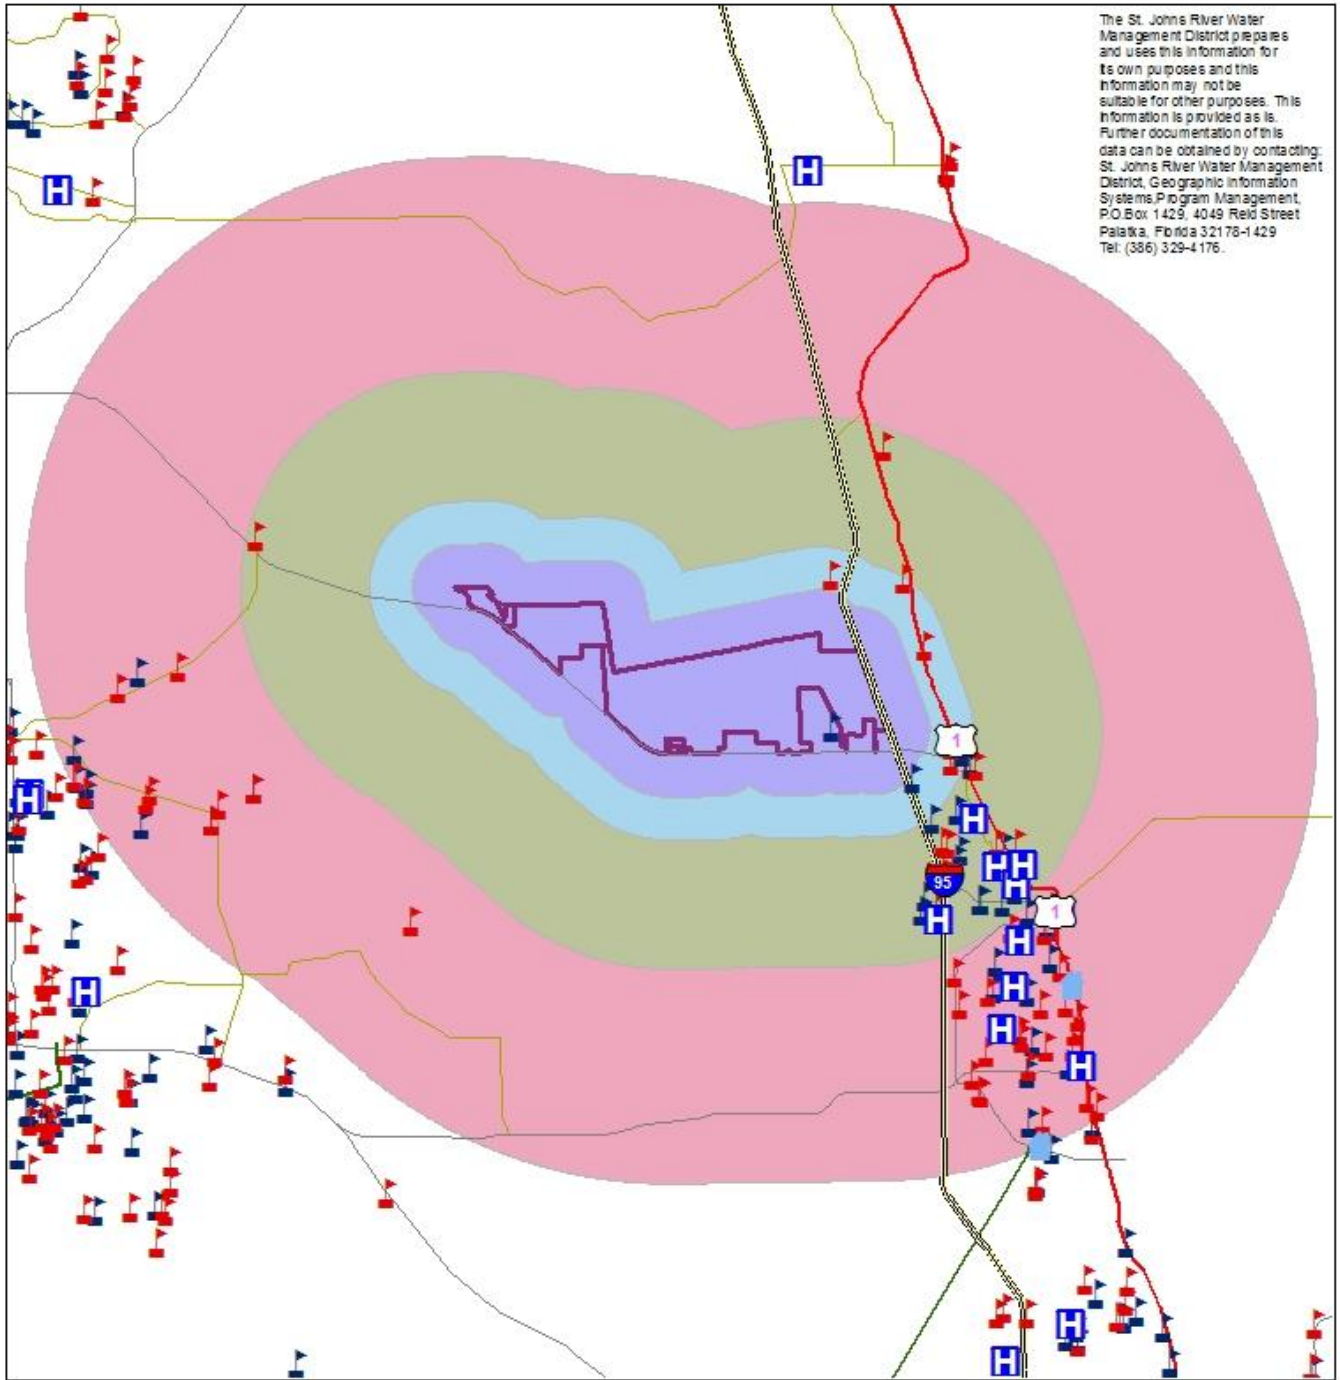 The St. Johns River Water
Management District prepares
and uses this information for
its own purposes and this
information may not be
suitable for other purposes. This
information is provided as is.
Further documentation of this
data can be obtained by contacting:
St. Johns River Water Management
District, Geographic Information
Systems,Program Management,
P.O.Box 1429, 4049 Reid Street
Palatka, Florida 32178-1429
Tel: (386) 329-4176.
H
H
1
H
H
H
H
H
95
1
H
H
H
H
H
H
H
H